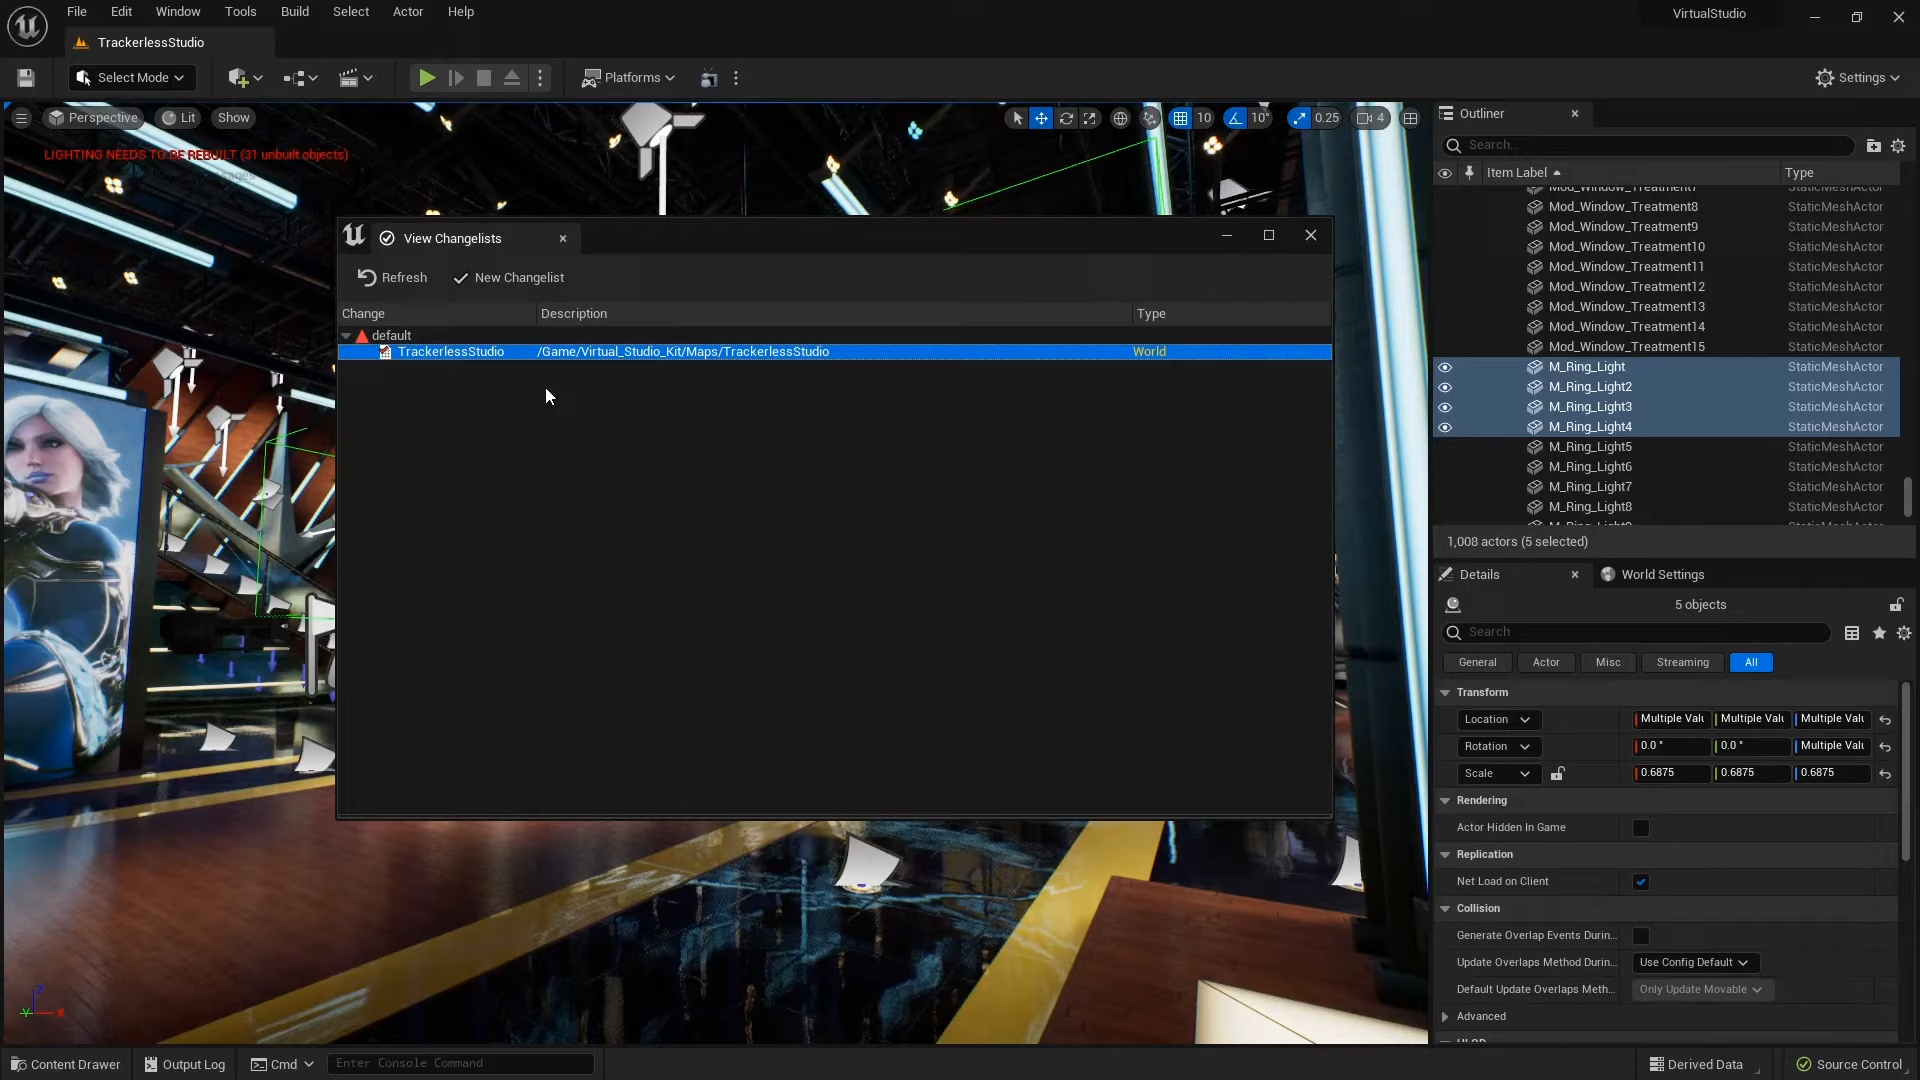 File Edit Window Tools Build Select Actor Help
VirtualStudio
TrackerlessStudio
Select Mode
Platforms
Settings
Perspective Lit Show
10 10° 0.25 4
LIGHTING NEEDS TO BE REBUILT (31 unbuilt objects)
Outliner
Search...
Item Label Type
Mod_Window_Treatment7 StaticMeshActor
Mod_Window_Treatment8 StaticMeshActor
Mod_Window_Treatment9 StaticMeshActor
Mod_Window_Treatment10 StaticMeshActor
Mod_Window_Treatment11 StaticMeshActor
Mod_Window_Treatment12 StaticMeshActor
Mod_Window_Treatment13 StaticMeshActor
Mod_Window_Treatment14 StaticMeshActor
Mod_Window_Treatment15 StaticMeshActor
M_Ring_Light StaticMeshActor
M_Ring_Light2 StaticMeshActor
M_Ring_Light3 StaticMeshActor
M_Ring_Light4 StaticMeshActor
M_Ring_Light5 StaticMeshActor
M_Ring_Light6 StaticMeshActor
M_Ring_Light7 StaticMeshActor
M_Ring_Light8 StaticMeshActor
1,008 actors (5 selected)
View Changelists
Refresh New Changelist
Change Description Type
default
TrackerlessStudio /Game/Virtual_Studio_Kit/Maps/TrackerlessStudio World
Details World Settings
5 objects
Search
General Actor Misc Streaming All
Transform
Location Multiple Valu Multiple Valu Multiple Valu
Rotation 0.0 ° 0.0 ° Multiple Valu
Scale 0.6875 0.6875 0.6875
Rendering
Actor Hidden In Game
Replication
Net Load on Client
Collision
Generate Overlap Events Durin...
Update Overlaps Method Durin... Use Config Default
Default Update Overlaps Meth... Only Update Movable
Advanced
Z
Y X
Content Drawer Output Log Cmd Enter Console Command Derived Data Source Control